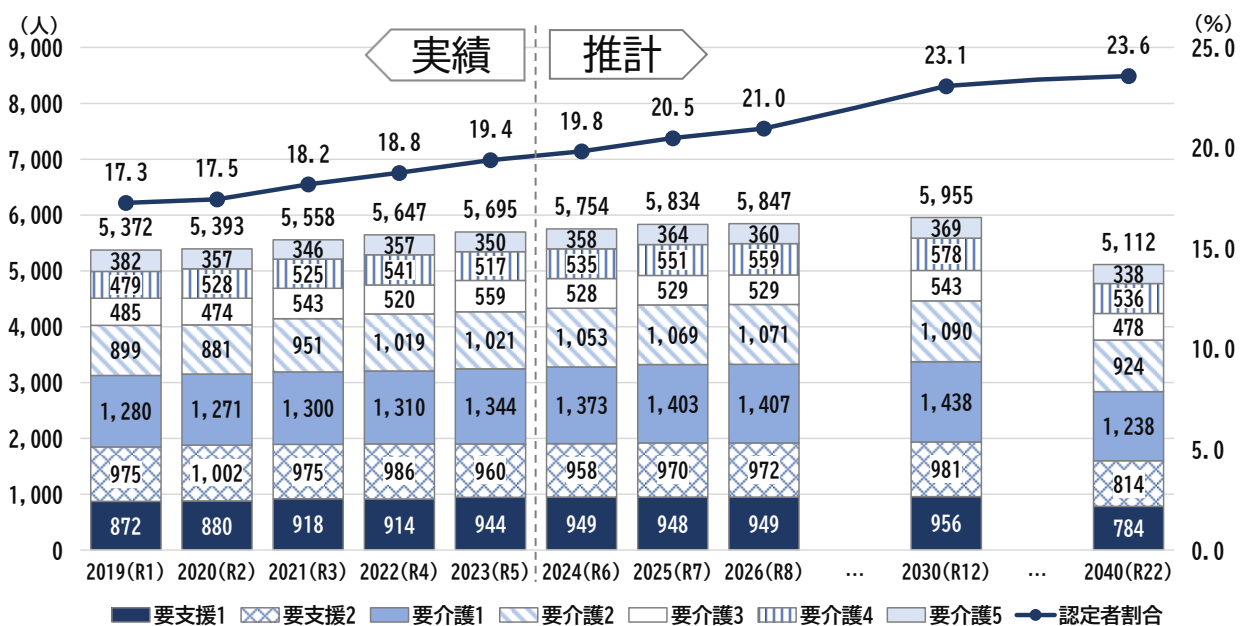 (人)
(%)
実績
推計
9,000
8,000
7,000
6,000
5,000
4,000
3,000
2,000
1,000
0
25.0
20.0
15.0
10.0
5.0
0.0
17.3 17.5 18.2 18.8 19.4 19.8 20.5 21.0 23.1 23.6
5,372 5,393 5,558 5,647 5,695 5,754 5,834 5,847 5,955 5,112
382 357 346 357 350 358 364 360 369 338
479 528 525 541 517 535 551 559 578 536
485 474 543 520 559 528 529 529 543 478
899 881 951 1,019 1,021 1,053 1,069 1,071 1,090 924
1,280 1,271 1,300 1,310 1,344 1,373 1,403 1,407 1,438 1,238
975 1,002 975 986 960 958 970 972 981 814
872 880 918 914 944 949 948 949 956 784
2019(R1) 2020(R2) 2021(R3) 2022(R4) 2023(R5) 2024(R6) 2025(R7) 2026(R8) … 2030(R12) … 2040(R22)
要支援1 要支援2 要介護1 要介護2 要介護3 要介護4 要介護5 認定者割合